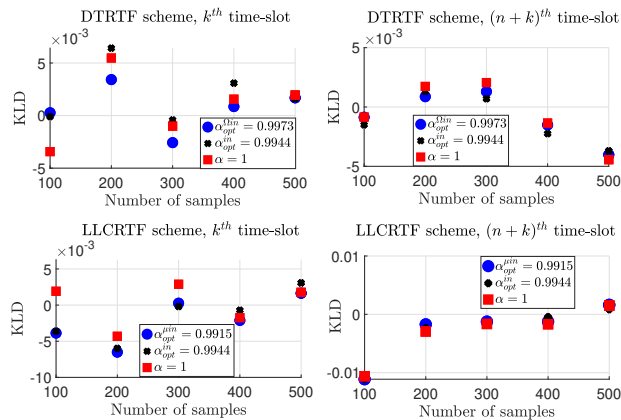 DTRTF scheme, kᵗʰ time-slot
×10⁻³
5
0
-5
KLD
α_opt^Ωin = 0.9973
α_opt^in = 0.9944
α = 1
100 200 300 400 500
Number of samples
DTRTF scheme, (n + k)ᵗʰ time-slot
×10⁻³
5
0
-5
KLD
α_opt^Ωin = 0.9973
α_opt^in = 0.9944
α = 1
100 200 300 400 500
Number of samples
LLCRTF scheme, kᵗʰ time-slot
×10⁻³
5
0
-5
-10
KLD
α_opt^μin = 0.9915
α_opt^in = 0.9944
α = 1
100 200 300 400 500
Number of samples
LLCRTF scheme, (n + k)ᵗʰ time-slot
0.01
0
-0.01
KLD
α_opt^μin = 0.9915
α_opt^in = 0.9944
α = 1
100 200 300 400 500
Number of samples